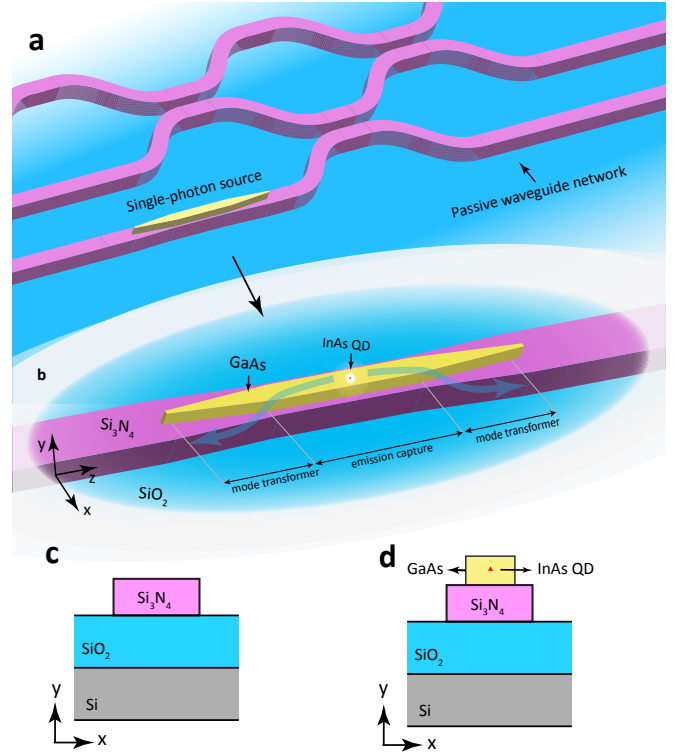 a
Single-photon source
Passive waveguide network
b
InAs QD
GaAs
Si₃N₄
y
z
x
SiO₂
mode transformer
emission capture
mode transformer
c
d
Si₃N₄
SiO₂
Si
y
x
GaAs
InAs QD
Si₃N₄
SiO₂
Si
y
x